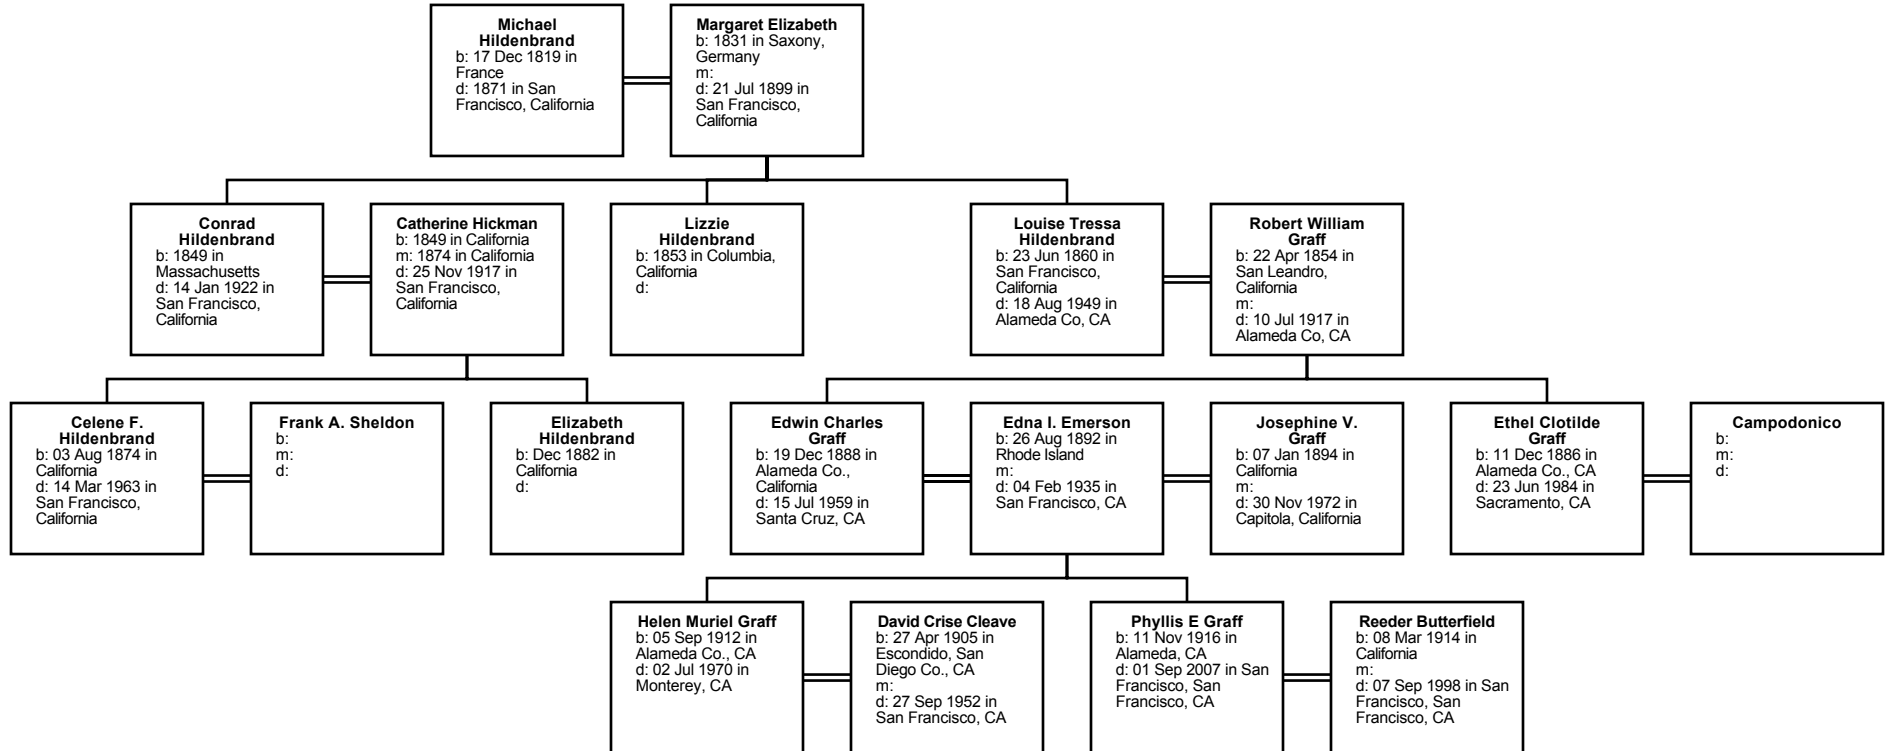 Michael
Hildenbrand
b: 17 Dec 1819 in
France
d: 1871 in San
Francisco, California
Margaret Elizabeth
b: 1831 in Saxony,
Germany
m:
d: 21 Jul 1899 in
San Francisco,
California
Conrad
Hildenbrand
b: 1849 in
Massachusetts
d: 14 Jan 1922 in
San Francisco,
California
Catherine Hickman
b: 1849 in California
m: 1874 in California
d: 25 Nov 1917 in
San Francisco,
California
Lizzie
Hildenbrand
b: 1853 in Columbia,
California
d:
Louise Tressa
Hildenbrand
b: 23 Jun 1860 in
San Francisco,
California
d: 18 Aug 1949 in
Alameda Co, CA
Robert William
Graff
b: 22 Apr 1854 in
San Leandro,
California
m:
d: 10 Jul 1917 in
Alameda Co, CA
Celene F.
Hildenbrand
b: 03 Aug 1874 in
California
d: 14 Mar 1963 in
San Francisco,
California
Frank A. Sheldon
b:
m:
d:
Elizabeth
Hildenbrand
b: Dec 1882 in
California
d:
Edwin Charles
Graff
b: 19 Dec 1888 in
Alameda Co.,
California
d: 15 Jul 1959 in
Santa Cruz, CA
Edna I. Emerson
b: 26 Aug 1892 in
Rhode Island
m:
d: 04 Feb 1935 in
San Francisco, CA
Josephine V.
Graff
b: 07 Jan 1894 in
California
m:
d: 30 Nov 1972 in
Capitola, California
Ethel Clotilde
Graff
b: 11 Dec 1886 in
Alameda Co., CA
d: 23 Jun 1984 in
Sacramento, CA
Campodonico
b:
m:
d:
Helen Muriel Graff
b: 05 Sep 1912 in
Alameda Co., CA
d: 02 Jul 1970 in
Monterey, CA
David Crise Cleave
b: 27 Apr 1905 in
Escondido, San
Diego Co., CA
m:
d: 27 Sep 1952 in
San Francisco, CA
Phyllis E Graff
b: 11 Nov 1916 in
Alameda, CA
d: 01 Sep 2007 in San
Francisco, San
Francisco, CA
Reeder Butterfield
b: 08 Mar 1914 in
California
m:
d: 07 Sep 1998 in San
Francisco, San
Francisco, CA